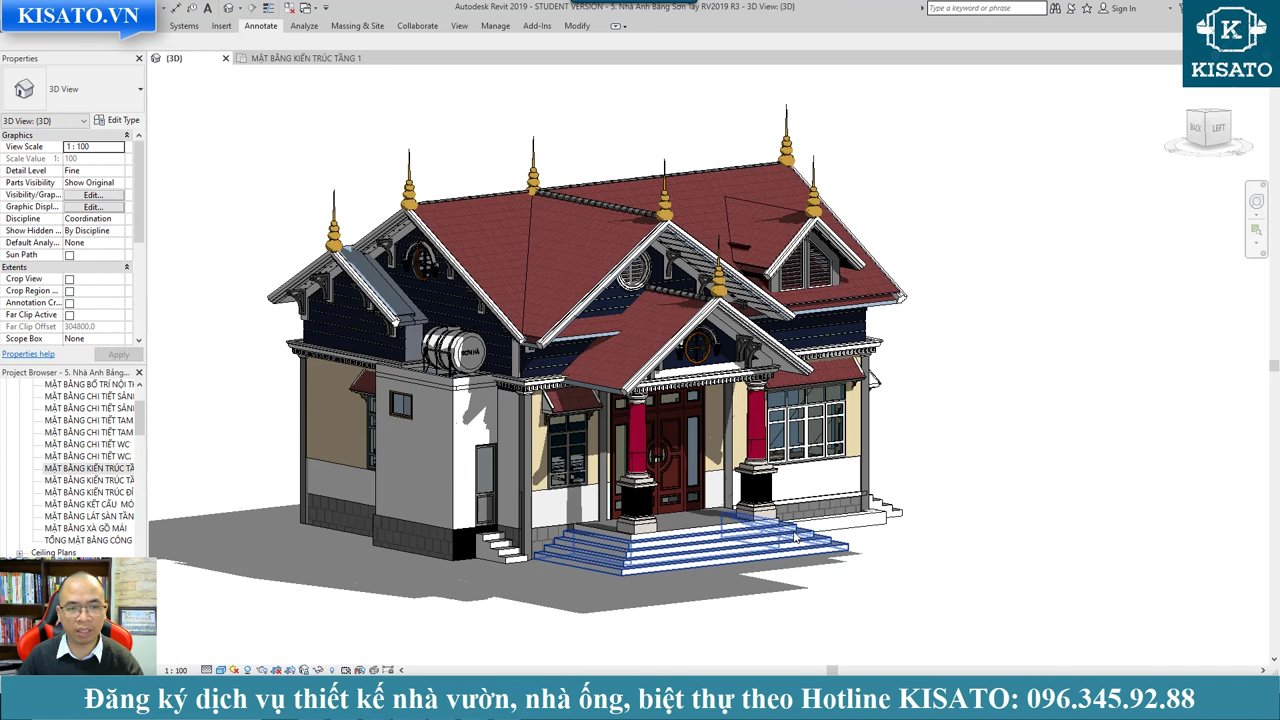 KISATO.VN
Autodesk Revit 2019 - STUDENT VERSION - 5. Nhà Anh Bằng Sơn Tây RV2019 R3 - 3D View: {3D}
Type a keyword or phrase
Sign In
Systems Insert Annotate Analyze Massing & Site Collaborate View Manage Add-Ins Modify
K
KISATO
Properties
{3D}
MẶT BẰNG KIẾN TRÚC TẦNG 1
3D View
3D View: {3D}
Edit Type
Graphics
View Scale 1 : 100
Scale Value 1: 100
Detail Level Fine
Parts Visibility Show Original
Visibility/Grap... Edit...
Graphic Displ... Edit...
Discipline Coordination
Show Hidden ... By Discipline
Default Analy... None
Sun Path
Extents
Crop View
Crop Region ...
Annotation Cr...
Far Clip Active
Far Clip Offset 304800.0
Scope Box None
Properties help Apply
BACK LEFT
SƠN HÀ
Project Browser - 5. Nhà Anh Bằn...
MẶT BẰNG BỐ TRÍ NỘI TH
MẶT BẰNG CHI TIẾT SẢNH
MẶT BẰNG CHI TIẾT SẢNH
MẶT BẰNG CHI TIẾT TAM
MẶT BẰNG CHI TIẾT TAM
MẶT BẰNG CHI TIẾT WC
MẶT BẰNG CHI TIẾT WC
MẶT BẰNG KIẾN TRÚC TẦ
MẶT BẰNG KIẾN TRÚC TẦ
MẶT BẰNG KIẾN TRÚC ĐỈ
MẶT BẰNG KẾT CẤU MÓ
MẶT BẰNG LÁT SÀN TẦN
MẶT BẰNG XÀ GỒ MÁI
TỔNG MẶT BẰNG CÔNG
Ceiling Plans
1 : 100
Đăng ký dịch vụ thiết kế nhà vườn, nhà ống, biệt thự theo Hotline KISATO: 096.345.92.88